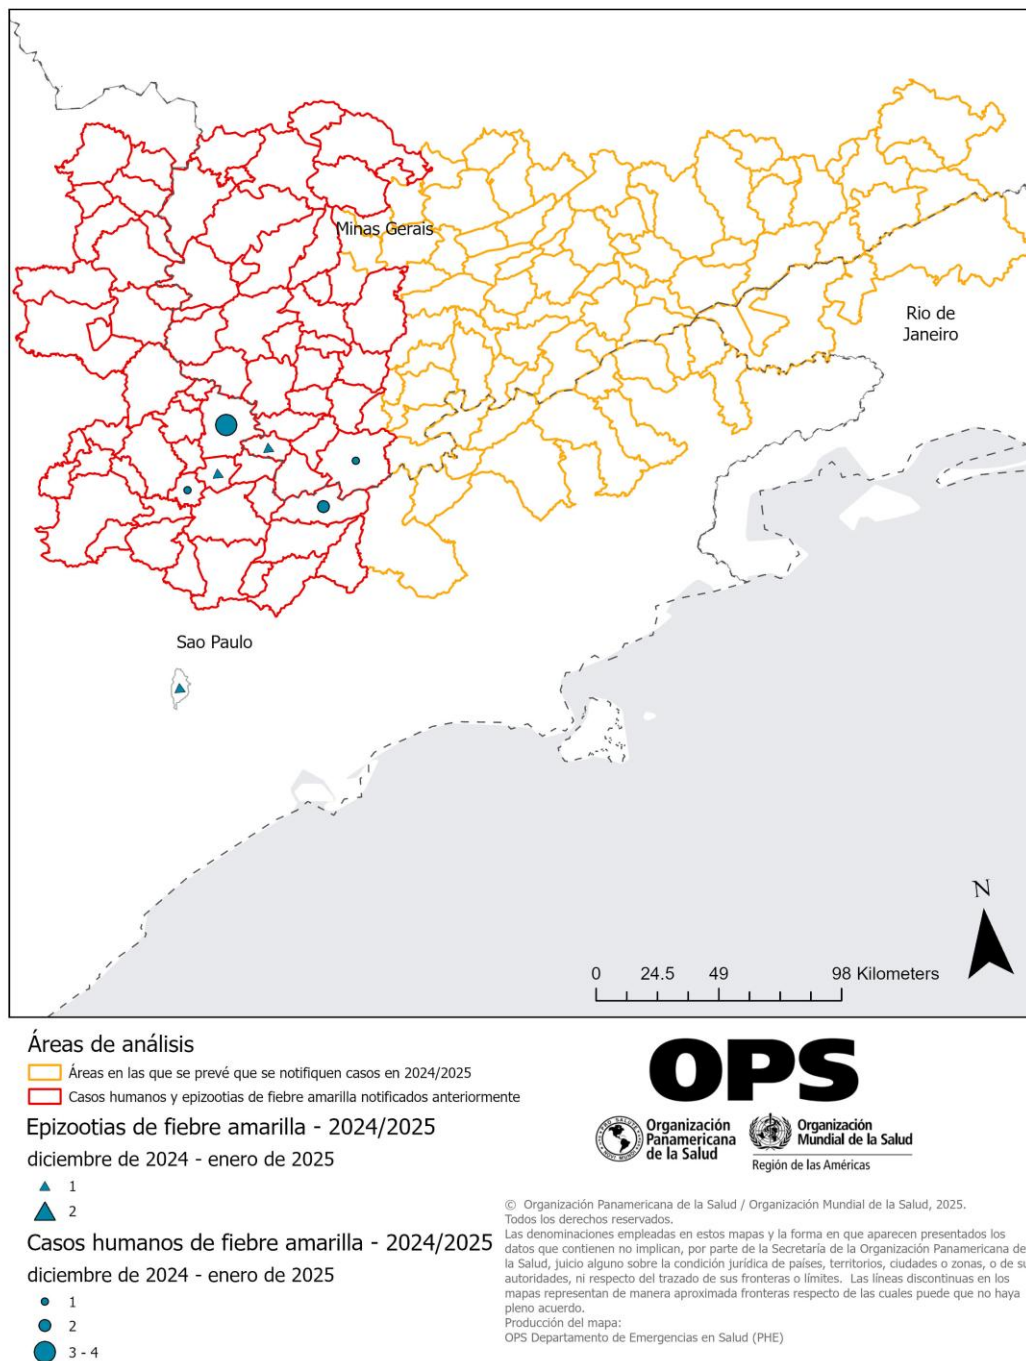 Minas Gerais
Rio de
Janeiro
Sao Paulo
N
0 24.5 49 98 Kilometers
Áreas de análisis
Áreas en las que se prevé que se notifiquen casos en 2024/2025
Casos humanos y epizootias de fiebre amarilla notificados anteriormente
Epizootias de fiebre amarilla - 2024/2025
diciembre de 2024 - enero de 2025
1
2
Casos humanos de fiebre amarilla - 2024/2025
diciembre de 2024 - enero de 2025
1
2
3 - 4
OPS
Organización
Panamericana
de la Salud
Organización
Mundial de la Salud
Región de las Américas
© Organización Panamericana de la Salud / Organización Mundial de la Salud, 2025.
Todos los derechos reservados.
Las denominaciones empleadas en estos mapas y la forma en que aparecen presentados los
datos que contienen no implican, por parte de la Secretaría de la Organización Panamericana de
la Salud, juicio alguno sobre la condición jurídica de países, territorios, ciudades o zonas, o de su
autoridades, ni respecto del trazado de sus fronteras o límites. Las líneas discontinuas en los
mapas representan de manera aproximada fronteras respecto de las cuales puede que no haya
pleno acuerdo.
Producción del mapa:
OPS Departamento de Emergencias en Salud (PHE)